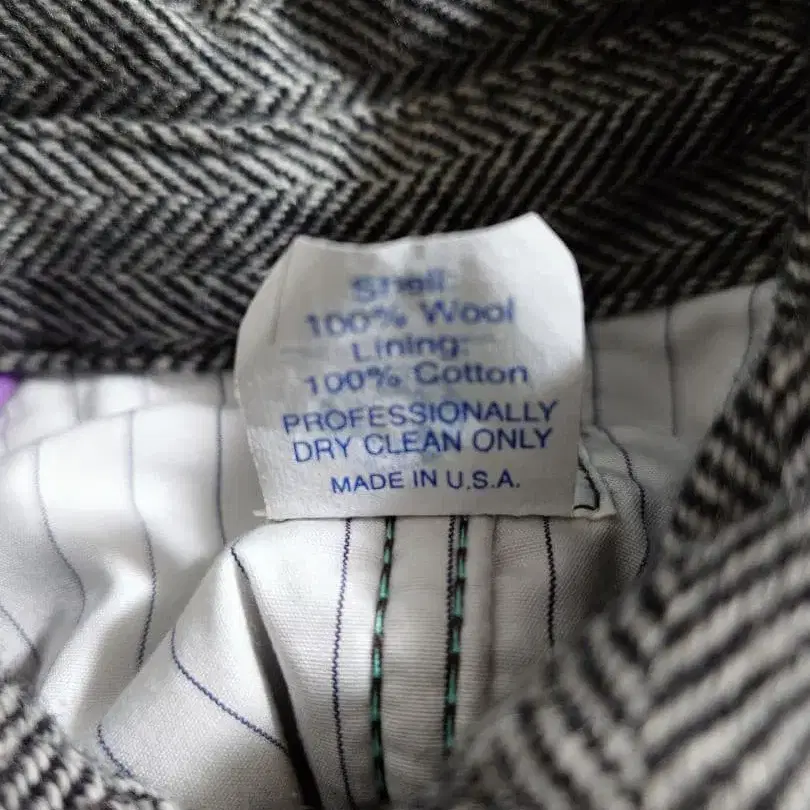 Shell:
100% Wool
Lining:
100% Cotton
PROFESSIONALLY
DRY CLEAN ONLY
MADE IN U.S.A.